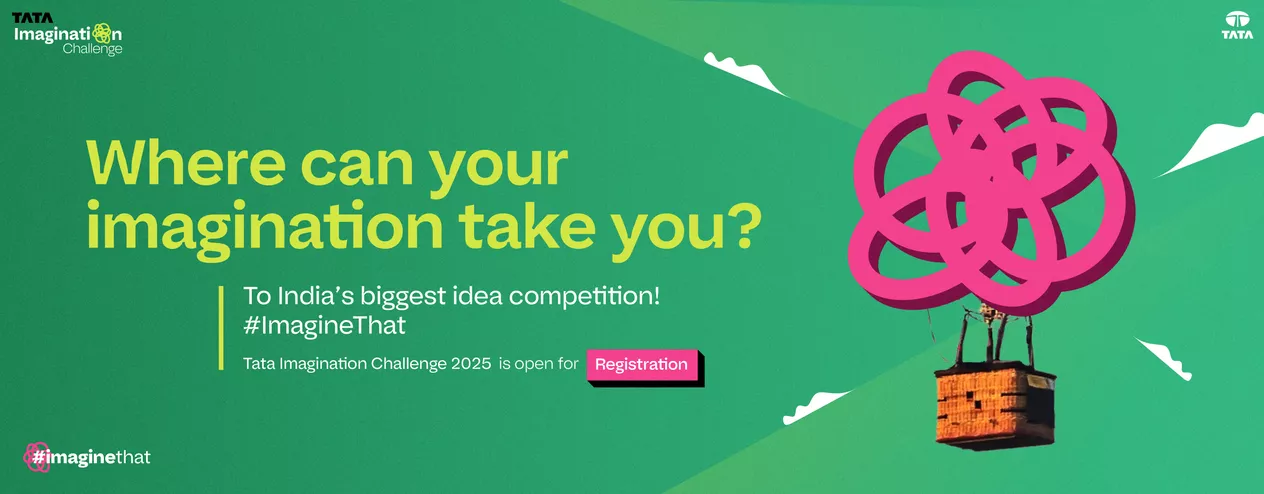 TATA
Imagination
Challenge
TATA
Where can your
imagination take you?
To India's biggest idea competition!
#ImagineThat
Tata Imagination Challenge 2025 is open for Registration
#imaginethat